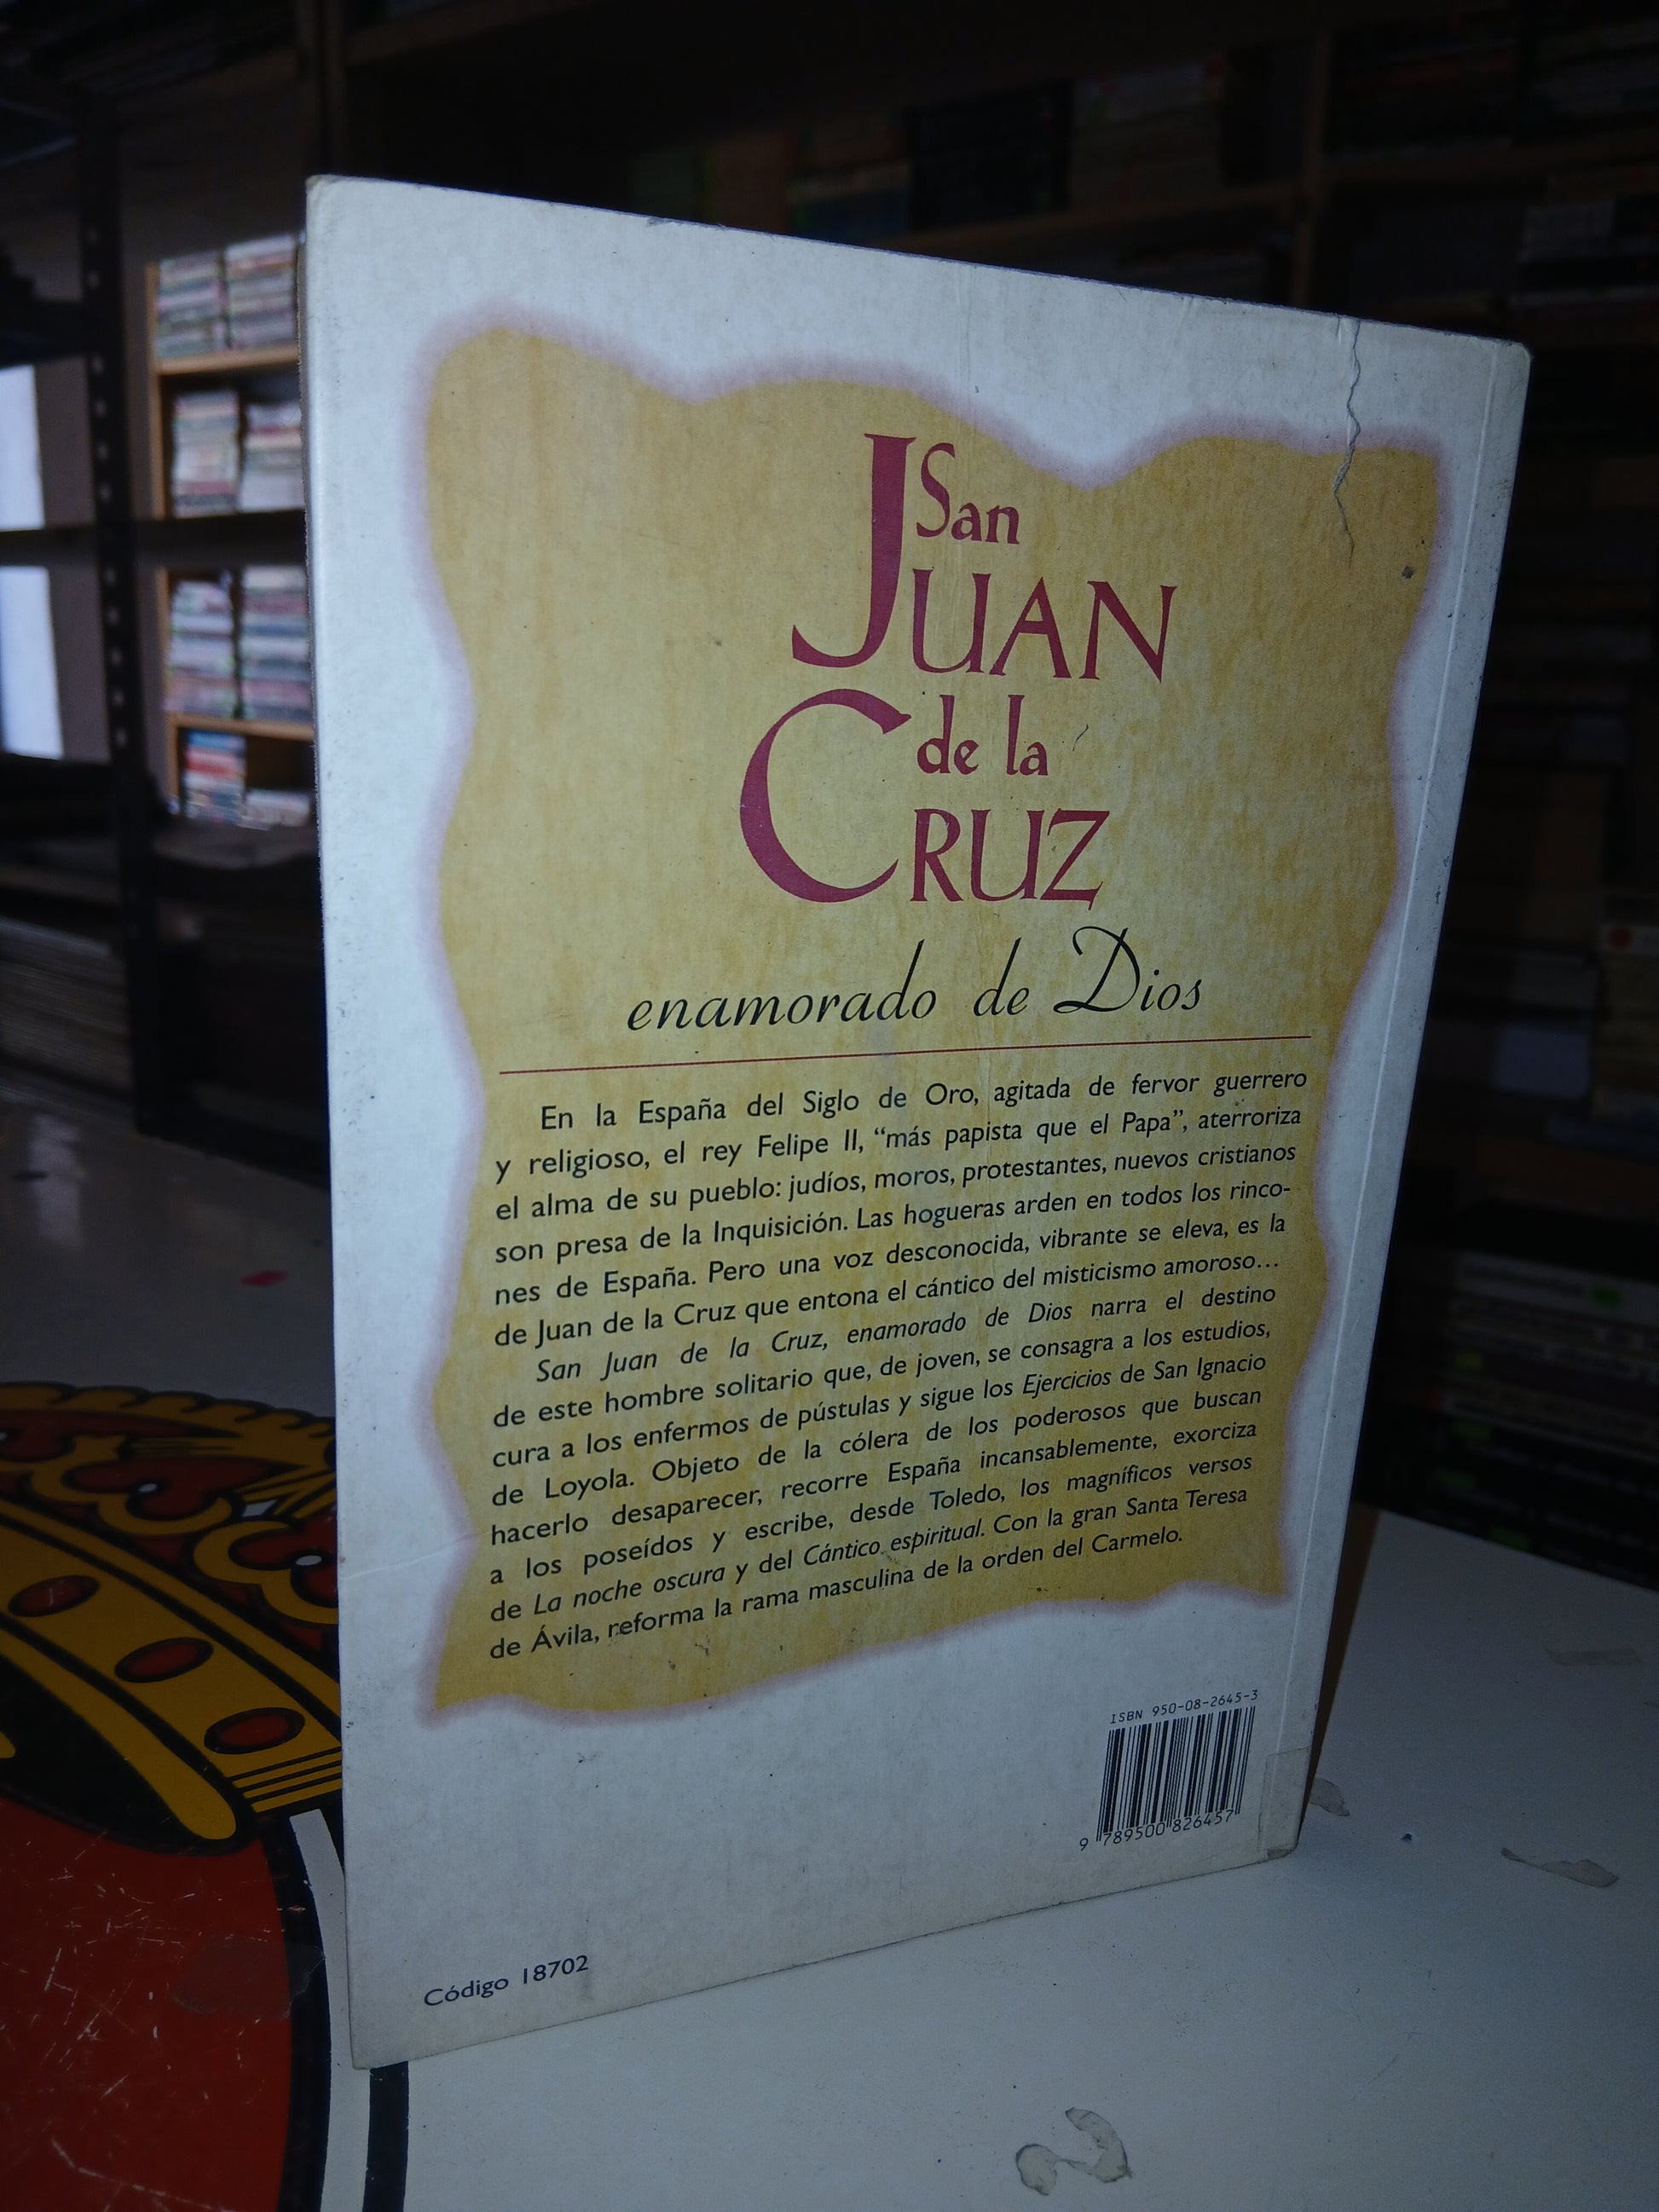 San
JUAN
de la
CRUZ
enamorado de Dios
En la España del Siglo de Oro, agitada de fervor guerrero
y religioso, el rey Felipe II, “más papista que el Papa”, aterroriza
el alma de su pueblo: judíos, moros, protestantes, nuevos cristianos
son presa de la Inquisición. Las hogueras arden en todos los rinco-
nes de España. Pero una voz desconocida, vibrante se eleva, es la
de Juan de la Cruz que entona el cántico del misticismo amoroso...
San Juan de la Cruz, enamorado de Dios narra el destino
de este hombre solitario que, de joven, se consagra a los estudios,
cura a los enfermos de pústulas y sigue los Ejercicios de San Ignacio
de Loyola. Objeto de la cólera de los poderosos que buscan
hacerlo desaparecer, recorre España incansablemente, exorciza
a los poseídos y escribe, desde Toledo, los magníficos versos
de La noche oscura y del Cántico espiritual. Con la gran Santa Teresa
de Ávila, reforma la rama masculina de la orden del Carmelo.
ISBN 950-08-2645-3
9 789500 826457
Código 18702